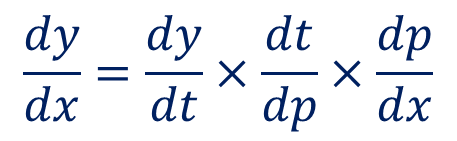 dy/dx = dy/dt × dt/dp × dp/dx